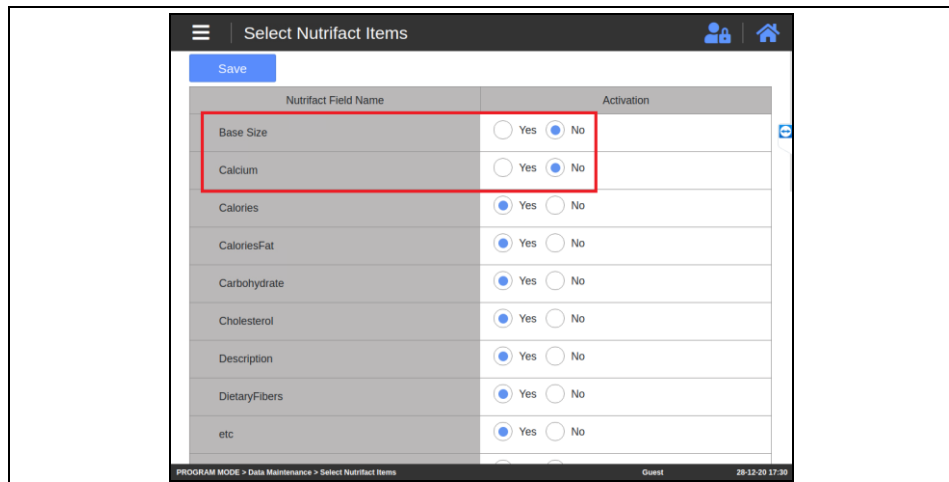 Select Nutrifact Items
Save
Nutrifact Field Name Activation
Base Size Yes No
Calcium Yes No
Calories Yes No
CaloriesFat Yes No
Carbohydrate Yes No
Cholesterol Yes No
Description Yes No
DietaryFibers Yes No
etc Yes No
PROGRAM MODE > Data Maintenance > Select Nutrifact Items Guest 28-12-20 17:30